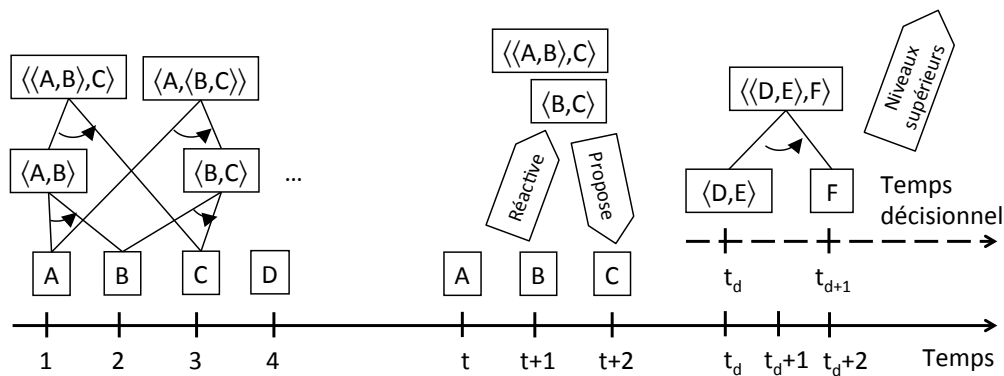 ⟨⟨A,B⟩,C⟩ ⟨A,⟨B,C⟩⟩
⟨A,B⟩ ⟨B,C⟩ ...
A B C D
1 2 3 4
⟨⟨A,B⟩,C⟩
⟨B,C⟩
Réactive
Propose
A B C
t t+1 t+2
⟨⟨D,E⟩,F⟩
⟨D,E⟩ F
Niveaux
supérieurs
Temps
décisionnel
t_d t_{d+1}
t_d t_d+1 t_d+2 Temps